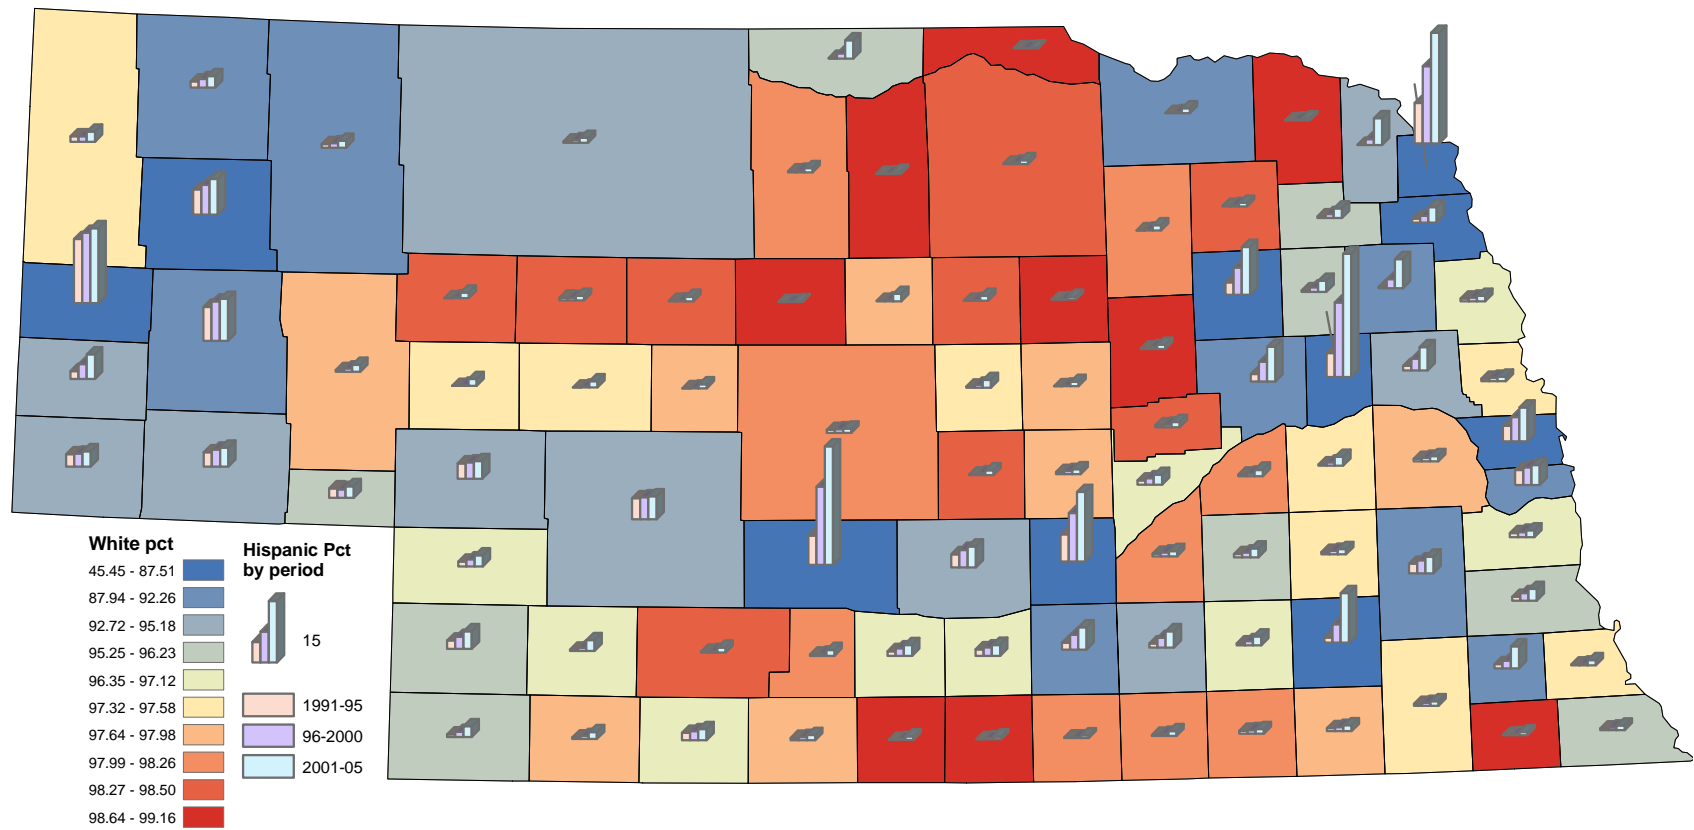 White pct
45.45 - 87.51
87.94 - 92.26
92.72 - 95.18
95.25 - 96.23
96.35 - 97.12
97.32 - 97.58
97.64 - 97.98
97.99 - 98.26
98.27 - 98.50
98.64 - 99.16
Hispanic Pct
by period
15
1991-95
96-2000
2001-05